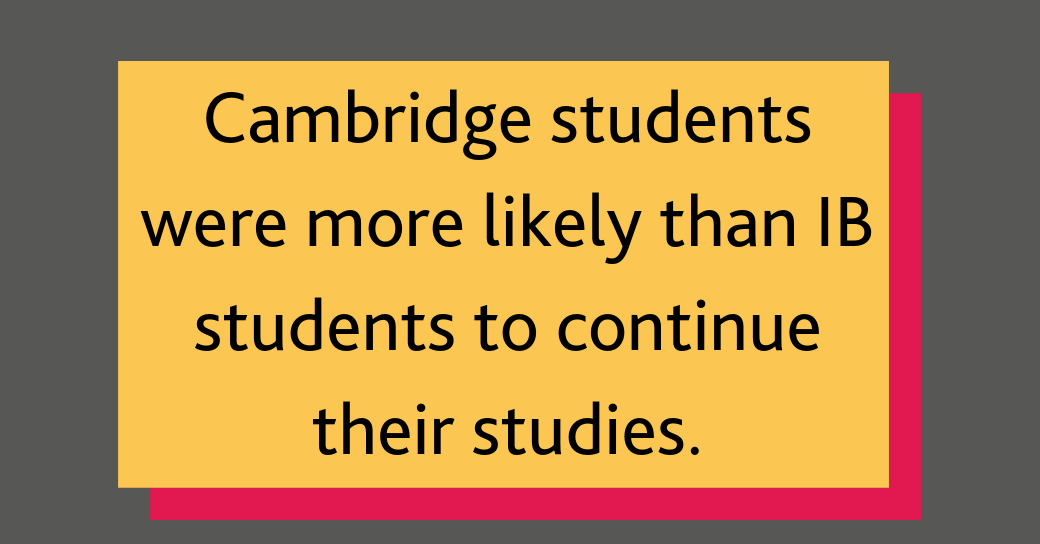 Cambridge students
were more likely than IB
students to continue
their studies.